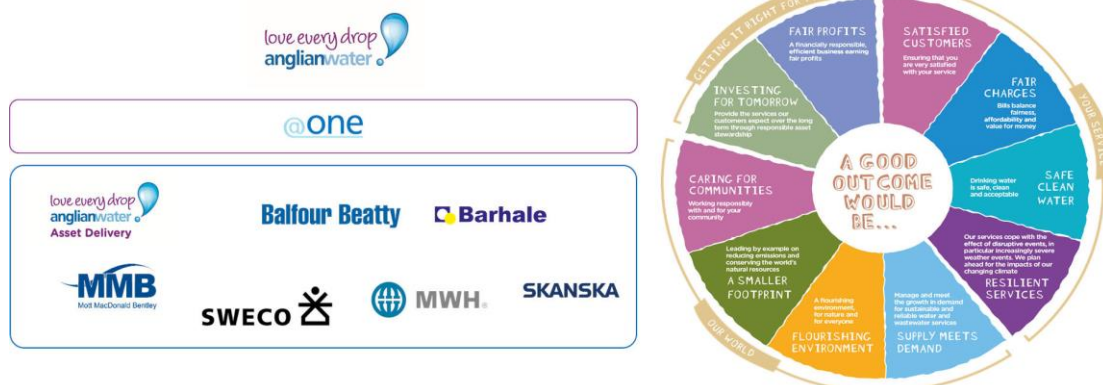 love every drop
anglianwater
@one
love every drop
anglianwater
Asset Delivery
Balfour Beatty
Barhale
MMB
Mott MacDonald Bentley
SWECO
MWH®
SKANSKA
GETTING IT RIGHT FOR
FAIR PROFITS
A financially responsible,
efficient business earning
fair profits
SATISFIED
CUSTOMERS
Ensuring that you
are very satisfied
with your service
FAIR
CHARGES
Bills balance
fairness,
affordability and
value for money
YOUR SERVICE
SAFE
CLEAN
WATER
Drinking water
is safe, clean
and acceptable
Our services cope with the
effect of disruptive events, in
particular increasingly severe
weather events. We plan
ahead for the impacts of our
changing climate
RESILIENT
SERVICES
Manage and meet
the growth in demand
for sustainable and
reliable water and
wastewater services
SUPPLY MEETS
DEMAND
A flourishing
environment,
for nature and
for everyone
FLOURISHING
ENVIRONMENT
OUR WORLD
Leading by example on
reducing emissions and
conserving the world's
natural resources
A SMALLER
FOOTPRINT
CARING FOR
COMMUNITIES
Working responsibly
with and for your
community
INVESTING
FOR TOMORROW
Provide the services our
customers expect over the long
term through responsible asset
stewardship
A GOOD
OUTCOME
WOULD
BE...